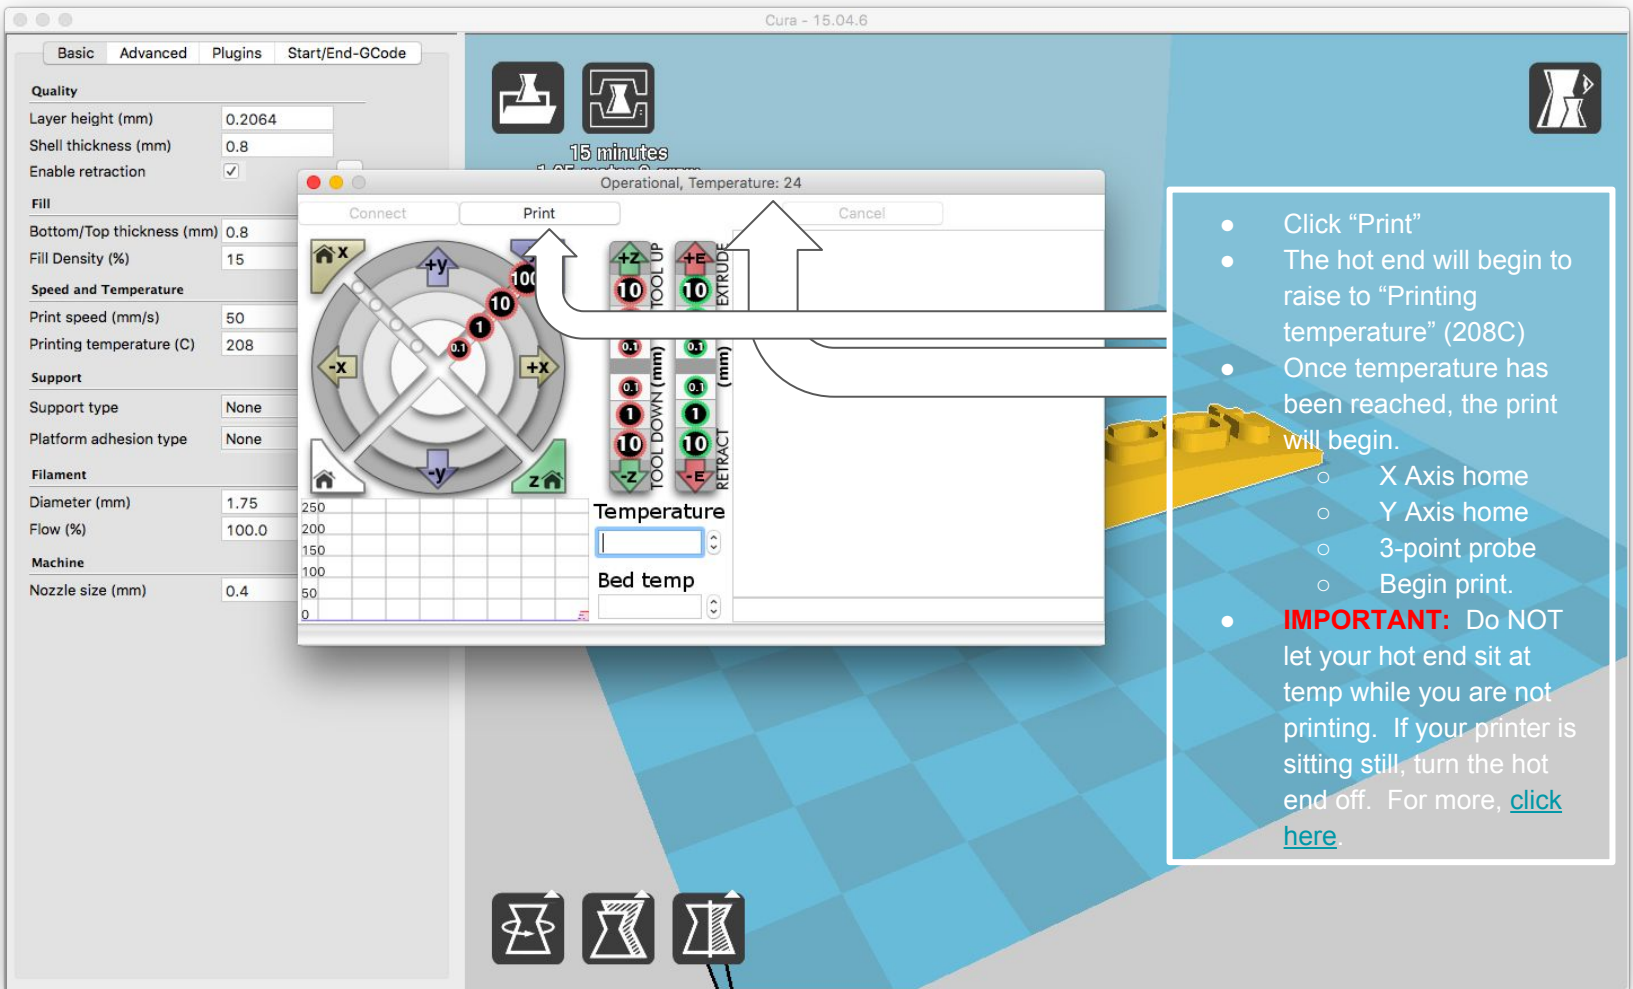 Cura - 15.04.6
Basic Advanced Plugins Start/End-GCode
Quality
Layer height (mm) 0.2064
Shell thickness (mm) 0.8
Enable retraction
Fill
Bottom/Top thickness (mm) 0.8
Fill Density (%) 15
Speed and Temperature
Print speed (mm/s) 50
Printing temperature (C) 208
Support
Support type None
Platform adhesion type None
Filament
Diameter (mm) 1.75
Flow (%) 100.0
Machine
Nozzle size (mm) 0.4
15 minutes
Operational, Temperature: 24
Connect Print Cancel
X
+y
100
10
1
0.1
-X
+X
-y
Z
+Z
10
0.1
0.1
1
10
-Z
TOOL UP
TOOL DOWN (mm)
+E
10
0.1
0.1
1
10
-E
EXTRUDE
RETRACT (mm)
250
200
150
100
50
0
Temperature
Bed temp
● Click “Print”
● The hot end will begin to
raise to “Printing
temperature” (208C)
● Once temperature has
been reached, the print
will begin.
○ X Axis home
○ Y Axis home
○ 3-point probe
○ Begin print.
● IMPORTANT: Do NOT
let your hot end sit at
temp while you are not
printing. If your printer is
sitting still, turn the hot
end off. For more, click
here.